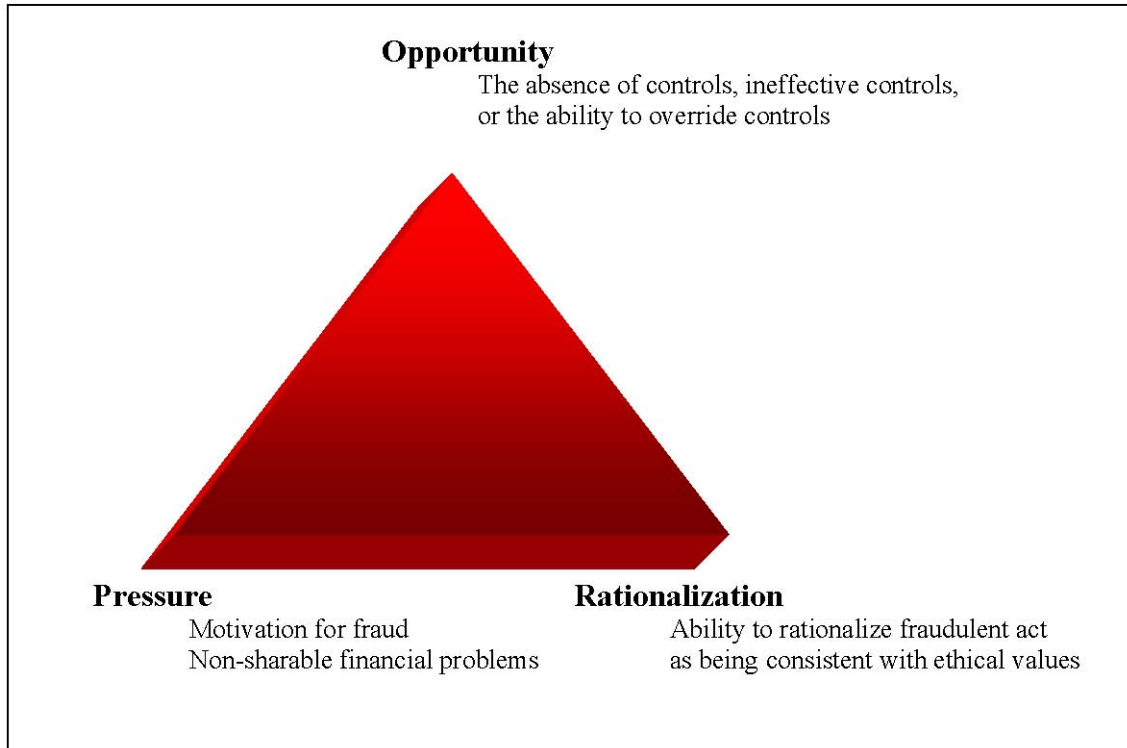 Opportunity
The absence of controls, ineffective controls,
or the ability to override controls
Pressure
Motivation for fraud
Non-sharable financial problems
Rationalization
Ability to rationalize fraudulent act
as being consistent with ethical values